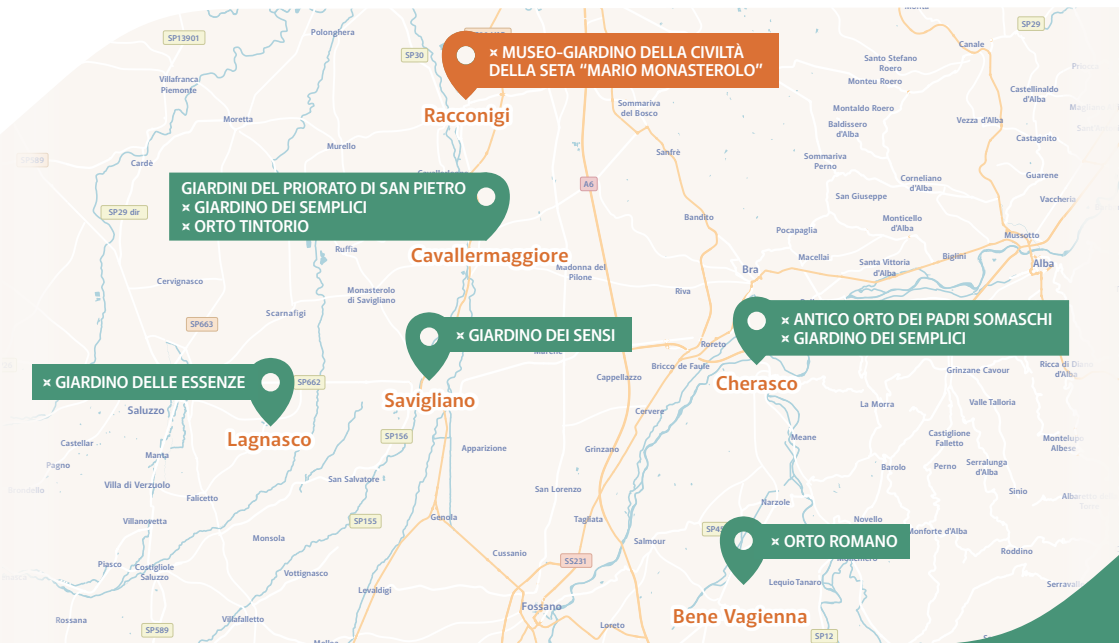 SP29
Polonghera
SP13901
SP30
Canale
× MUSEO-GIARDINO DELLA CIVILTÀ
DELLA SETA “MARIO MONASTEROLO”
Santo Stefano
Roero
Monteu Roero
Villafranca
Piemonte
Castellinaldo
d'Alba
Sommariva
del Bosco
Montaldo Roero
Racconigi
Moretta
Baldissero
d'Alba
Vezza d'Alba
Castagnito
Murello
Sanfrè
Sommariva
Perno
SP589
Cardè
Guarene
Corneliano
d'Alba
A6
GIARDINI DEL PRIORATO DI SAN PIETRO
× GIARDINO DEI SEMPLICI
× ORTO TINTORIO
San Giuseppe
Vaccheria
SP29 dir
Bandito
Monticello
d'Alba
Pocapaglia
Mussotto
Ruffia
Cavallermaggiore
Macellai
Biglini
Santa Vittoria
d'Alba
Alba
Madonna del
Pilone
Bra
Cervignasco
Monasterolo
di Savigliano
Riva
Scarnafigi
SP663
× GIARDINO DEI SENSI
× ANTICO ORTO DEI PADRI SOMASCHI
× GIARDINO DEI SEMPLICI
Roreto
Marene
Bricco de Faule
Grinzane Cavour
Cappellazzo
× GIARDINO DELLE ESSENZE
SP662
Cherasco
Savigliano
Valle Talloria
La Morra
Saluzzo
Cervere
Lagnasco
SP156
Meane
Castiglione
Falletto
Castellar
Apparizione
Grinzano
Manta
Pagno
Barolo
Perno
Serralunga
d'Alba
San Salvatore
Villa di Verzuolo
San Lorenzo
Sinio
Falicetto
Narzole
Villanovetta
SP155
Genola
Tagliata
Novello
Monforte d'Alba
Monsola
Salmour
× ORTO ROMANO
Cussanio
SS231
Roddino
Piasco
Costigliole
Saluzzo
Vottignasco
Lequio Tanaro
Levaldigi
Fossano
Bene Vagienna
Rossana
Villafalletto
Loreto
SP589
SP12